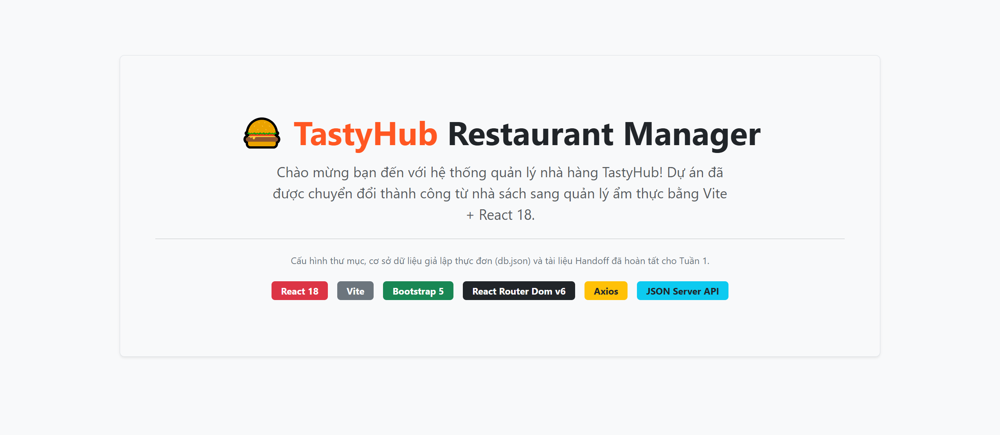 TastyHub Restaurant Manager
Chào mừng bạn đến với hệ thống quản lý nhà hàng TastyHub! Dự án đã
được chuyển đổi thành công từ nhà sách sang quản lý ẩm thực bằng Vite
+ React 18.
Cấu hình thư mục, cơ sở dữ liệu giả lập thực đơn (db.json) và tài liệu Handoff đã hoàn tất cho Tuần 1.
React 18 Vite Bootstrap 5 React Router Dom v6 Axios JSON Server API